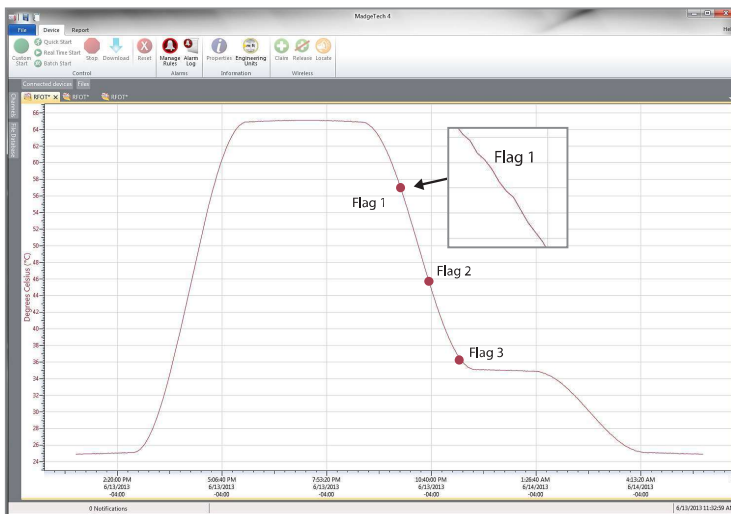 MadgeTech 4
File Device Report
Custom Start
Quick Start
Real Time Start
Batch Start
Stop
Download
Reset
Manage Rules
Alarm Log
Properties
Engineering Units
Claim
Release
Locate
Control
Alarms
Information
Wireless
Connected devices Files
RFOT* x RFOT* RFOT*
Channels
File Database
Degrees Celsius (°C)
66
64
62
60
58
56
54
52
50
48
46
44
42
40
38
36
34
32
30
28
26
24
Flag 1
Flag 1
Flag 2
Flag 3
2:20:00 PM 5:06:40 PM 7:53:20 PM 10:40:00 PM 1:26:40 AM 4:13:20 AM
6/13/2013 6/13/2013 6/13/2013 6/13/2013 6/14/2013 6/14/2013
-04:00 -04:00 -04:00 -04:00 -04:00 -04:00
0 Notifications
6/13/2013 11:32:59